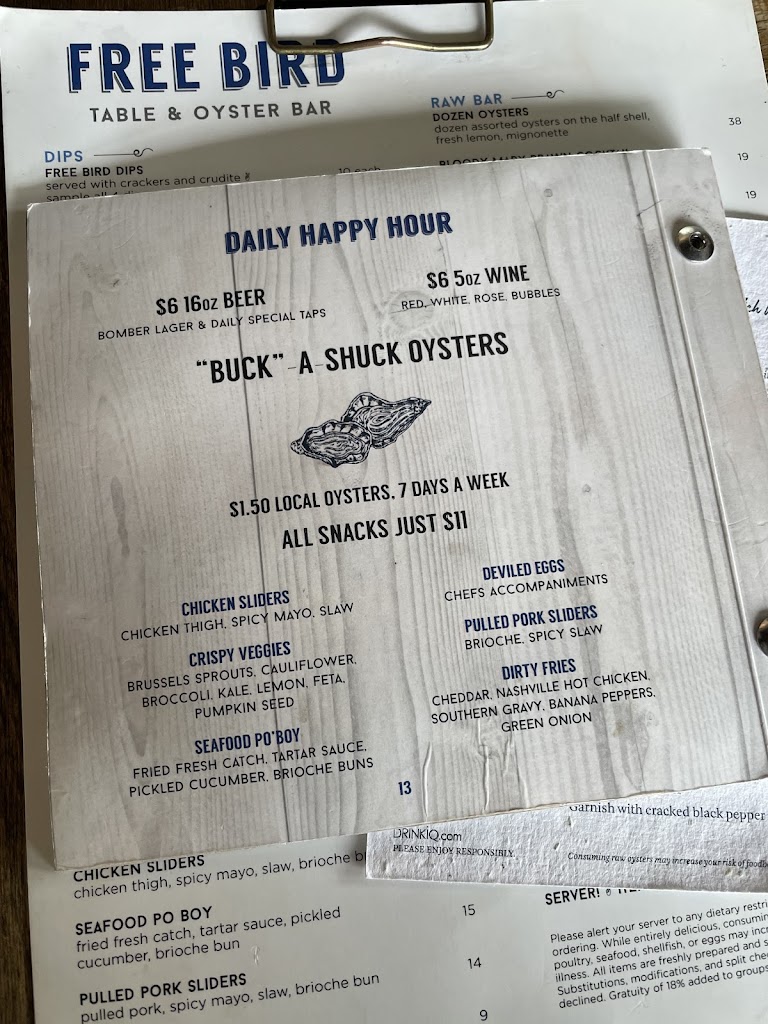 FREE BIRD
TABLE & OYSTER BAR
DIPS
FREE BIRD DIPS
served with crackers and crudite
10 each
RAW BAR
DOZEN OYSTERS
dozen assorted oysters on the half shell,
fresh lemon, mignonette
38
19
19
DAILY HAPPY HOUR
$6 16oz BEER
BOMBER LAGER & DAILY SPECIAL TAPS
$6 5oz WINE
RED, WHITE, ROSE, BUBBLES
"BUCK"-A-SHUCK OYSTERS
$1.50 LOCAL OYSTERS, 7 DAYS A WEEK
ALL SNACKS JUST $11
CHICKEN SLIDERS
CHICKEN THIGH, SPICY MAYO, SLAW
CRISPY VEGGIES
BRUSSELS SPROUTS, CAULIFLOWER,
BROCCOLI, KALE, LEMON, FETA,
PUMPKIN SEED
SEAFOOD PO'BOY
FRIED FRESH CATCH, TARTAR SAUCE,
PICKLED CUCUMBER, BRIOCHE BUNS
DEVILED EGGS
CHEFS ACCOMPANIMENTS
PULLED PORK SLIDERS
BRIOCHE, SPICY SLAW
DIRTY FRIES
CHEDDAR, NASHVILLE HOT CHICKEN,
SOUTHERN GRAVY, BANANA PEPPERS,
GREEN ONION
13
Garnish with cracked black pepper
DRINKiQ.com
PLEASE ENJOY RESPONSIBLY.
Consuming raw oysters may increase your risk of foodb
CHICKEN SLIDERS
chicken thigh, spicy mayo, slaw, brioche
SEAFOOD PO BOY
15
fried fresh catch, tartar sauce, pickled
cucumber, brioche bun
PULLED PORK SLIDERS
14
pulled pork, spicy mayo, slaw, brioche bun
9
SERVER!
Please alert your server to any dietary restri
ordering. While entirely delicious, consumin
poultry, seafood, shellfish, or eggs may incr
illness. All items are freshly prepared and s
Substitutions, modifications, and split che
declined. Gratuity of 18% added to groups